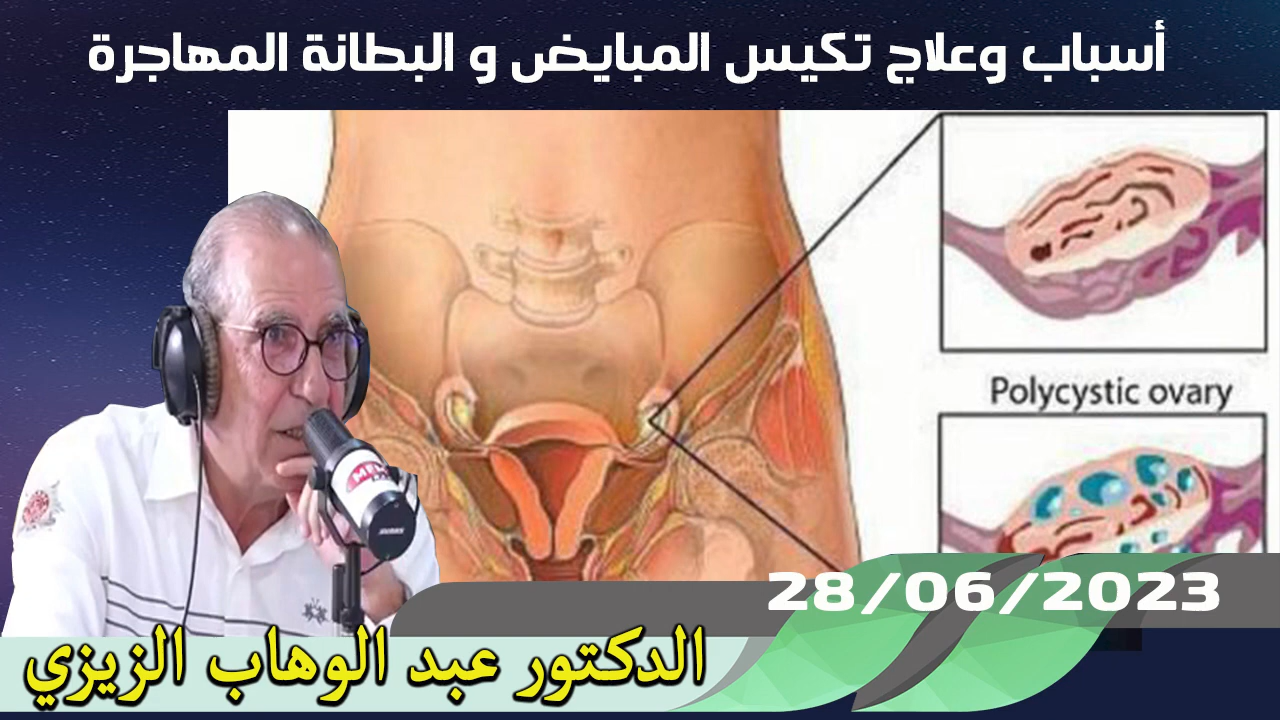 أسباب وعلاج تكيس المبايض و البطانة المهاجرة
Polycystic ovary
28/06/2023
الدكتور عبد الوهاب الزيزي